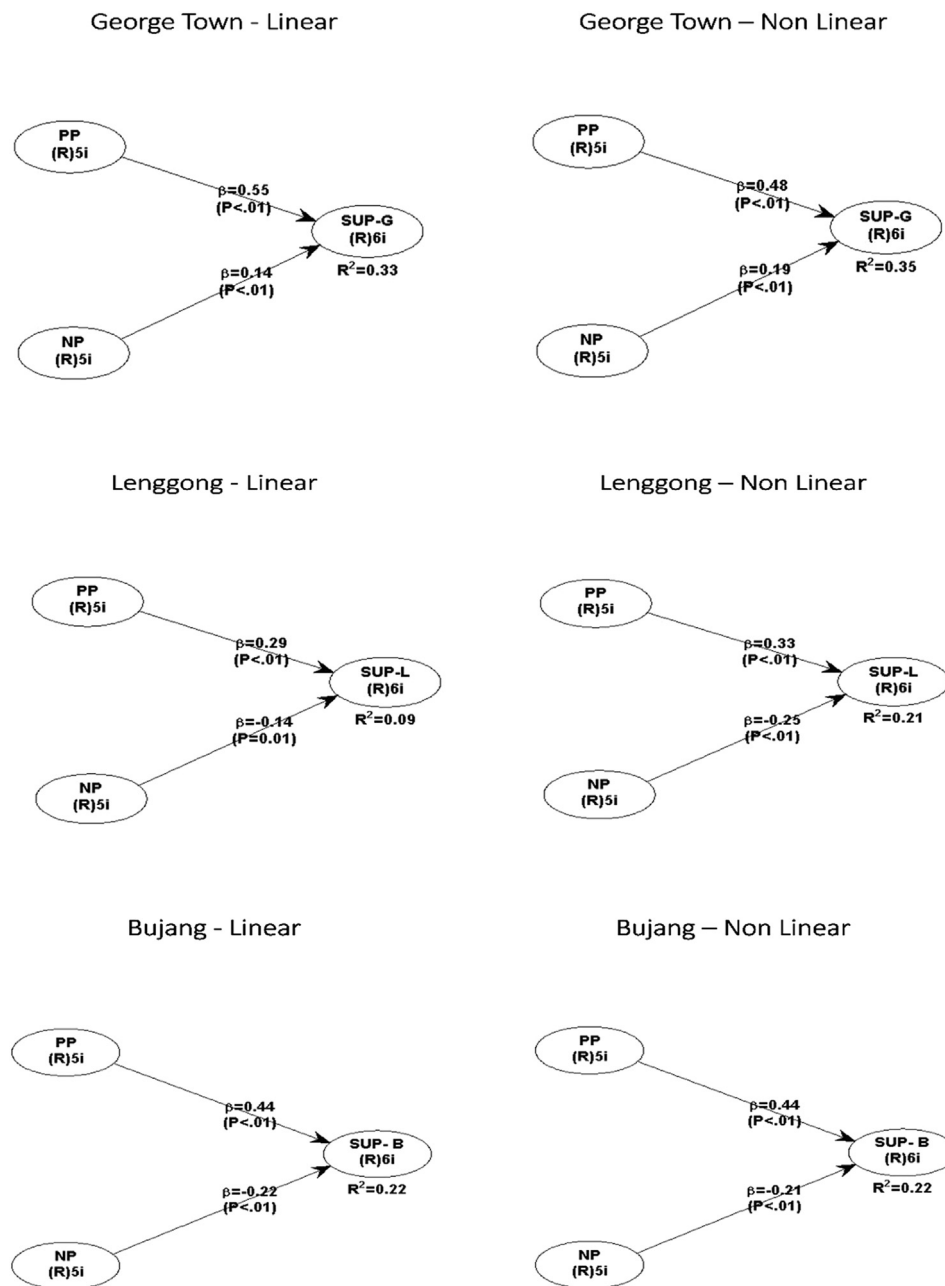 George Town - Linear
PP
(R)5i
β=0.55
(P<.01)
SUP-G
(R)6i
R²=0.33
β=0.14
(P<.01)
NP
(R)5i
George Town – Non Linear
PP
(R)5i
β=0.48
(P<.01)
SUP-G
(R)6i
R²=0.35
β=0.19
(P<.01)
NP
(R)5i
Lenggong - Linear
PP
(R)5i
β=0.29
(P<.01)
SUP-L
(R)6i
R²=0.09
β=-0.14
(P=0.01)
NP
(R)5i
Lenggong – Non Linear
PP
(R)5i
β=0.33
(P<.01)
SUP-L
(R)6i
R²=0.21
β=-0.25
(P<.01)
NP
(R)5i
Bujang - Linear
PP
(R)5i
β=0.44
(P<.01)
SUP- B
(R)6i
R²=0.22
β=-0.22
(P<.01)
NP
(R)5i
Bujang – Non Linear
PP
(R)5i
β=0.44
(P<.01)
SUP- B
(R)6i
R²=0.22
β=-0.21
(P<.01)
NP
(R)5i